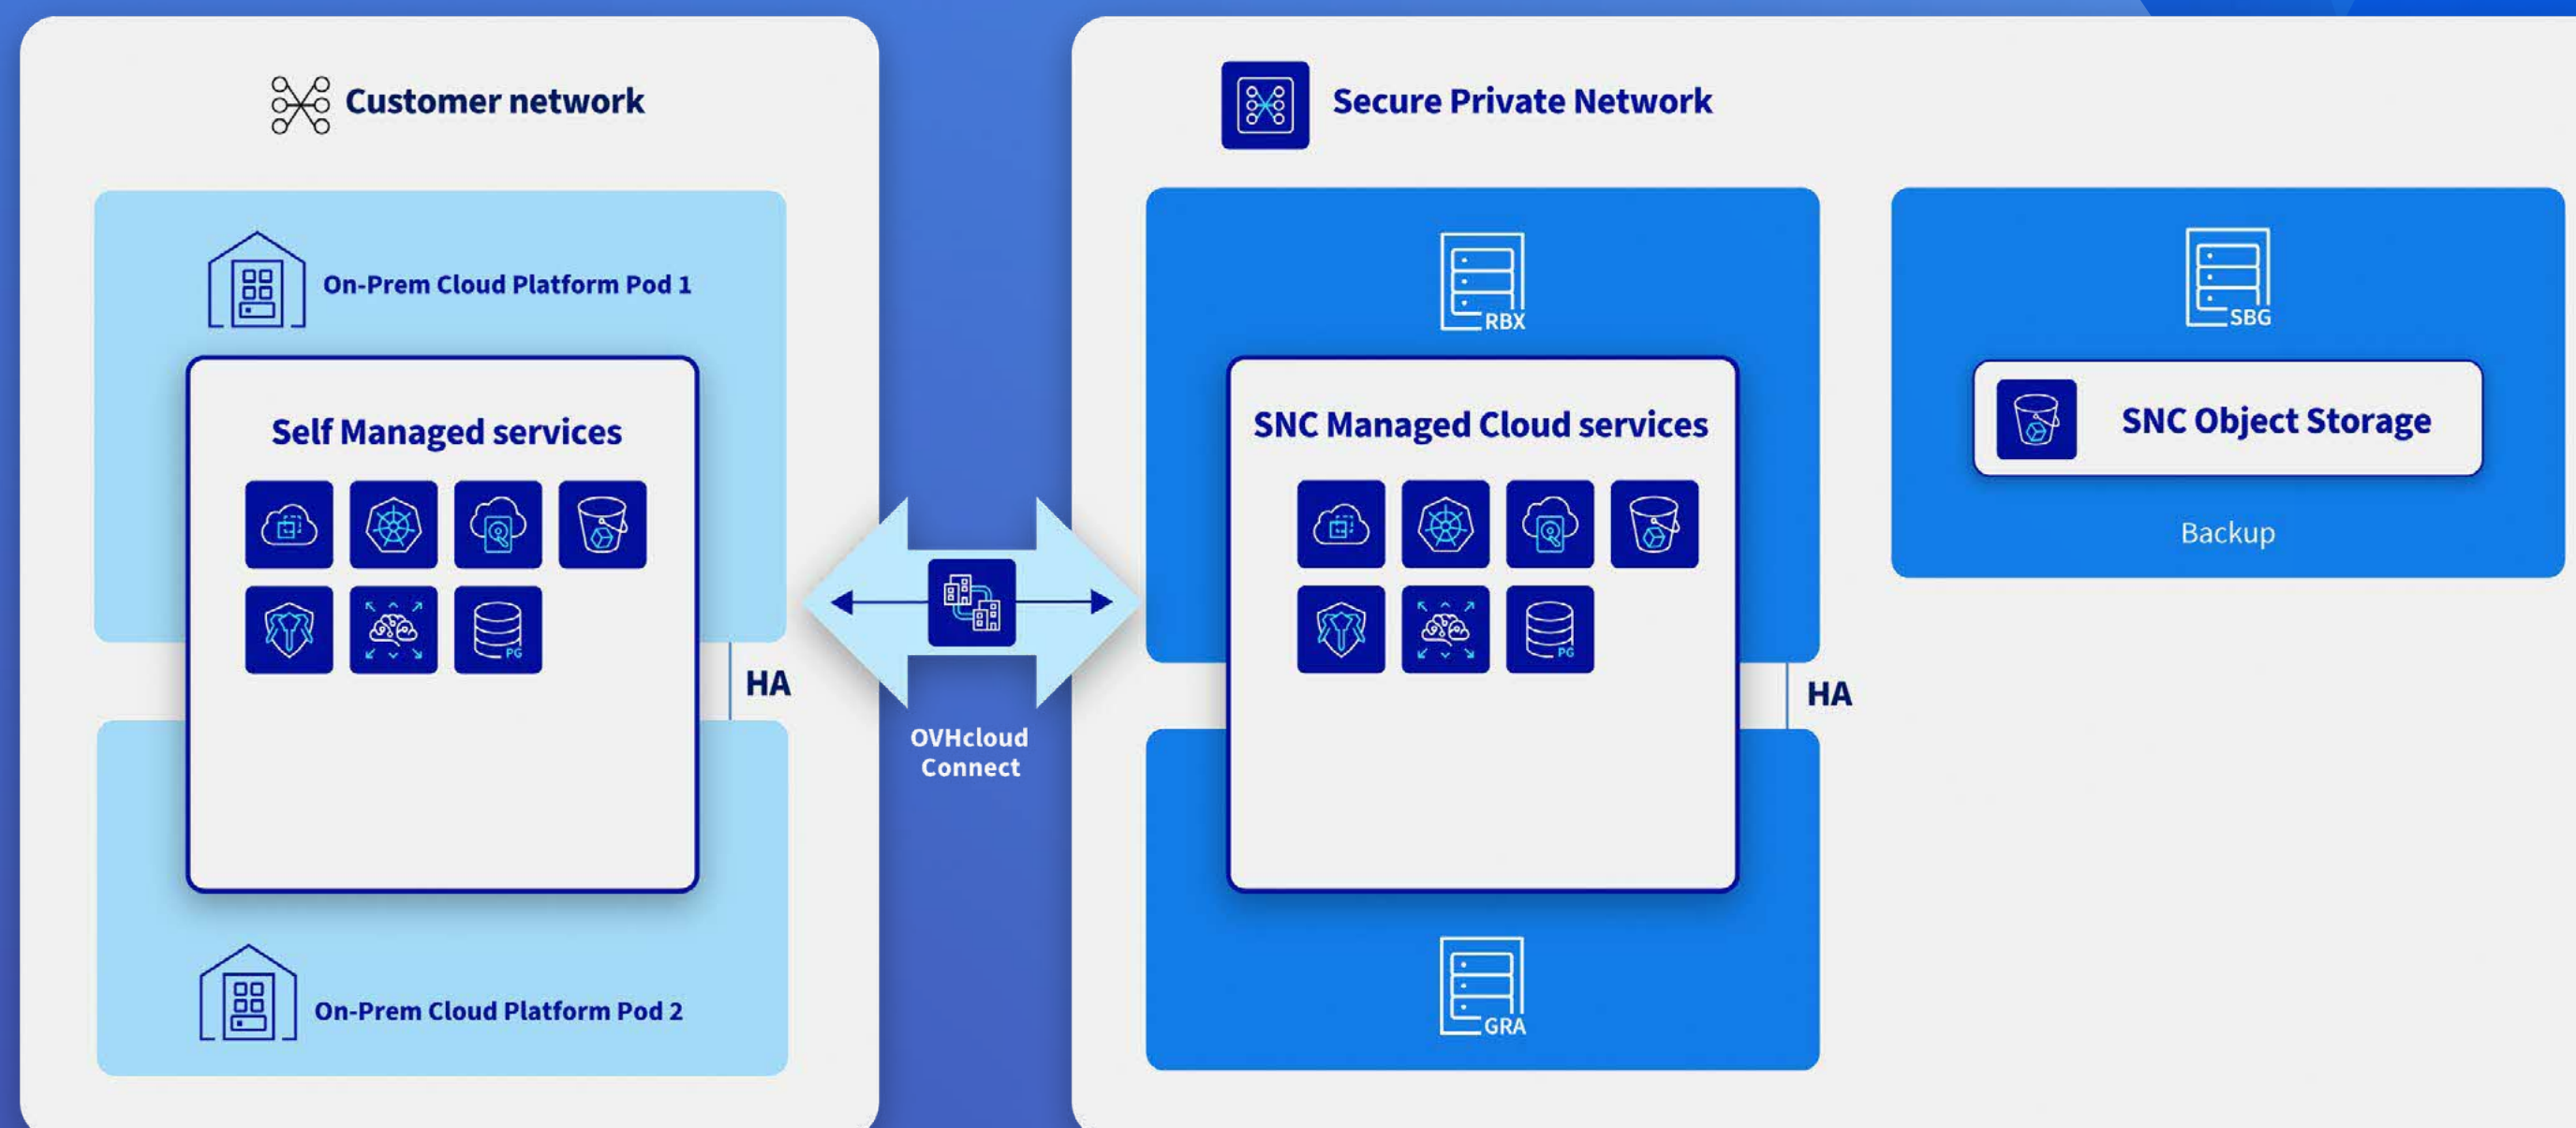 Customer network
On-Prem Cloud Platform Pod 1
Self Managed services
PG
HA
On-Prem Cloud Platform Pod 2
OVHcloud
Connect
Secure Private Network
RBX
SNC Managed Cloud services
PG
HA
GRA
SBG
SNC Object Storage
Backup